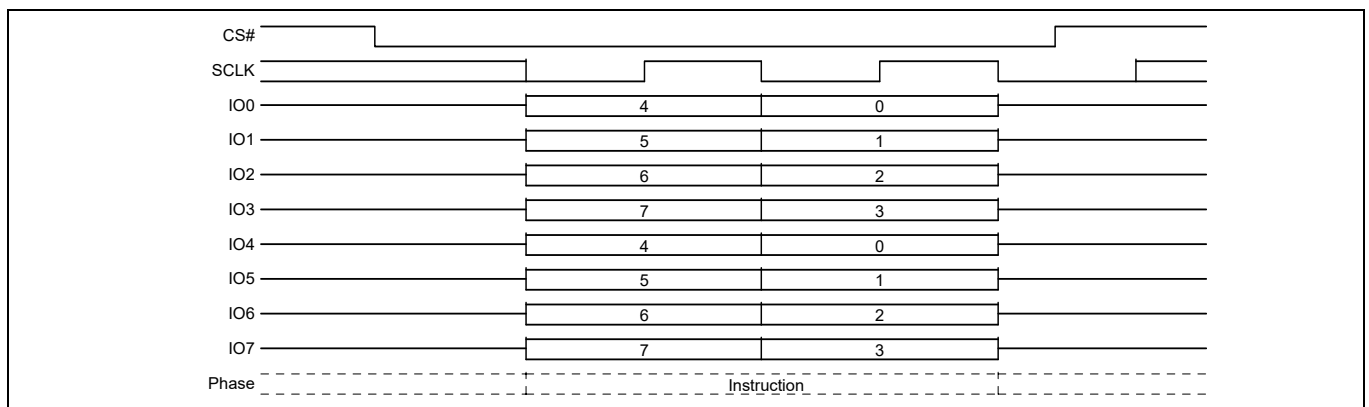 CS#
SCLK
IO0 4 0
IO1 5 1
IO2 6 2
IO3 7 3
IO4 4 0
IO5 5 1
IO6 6 2
IO7 7 3
Phase Instruction